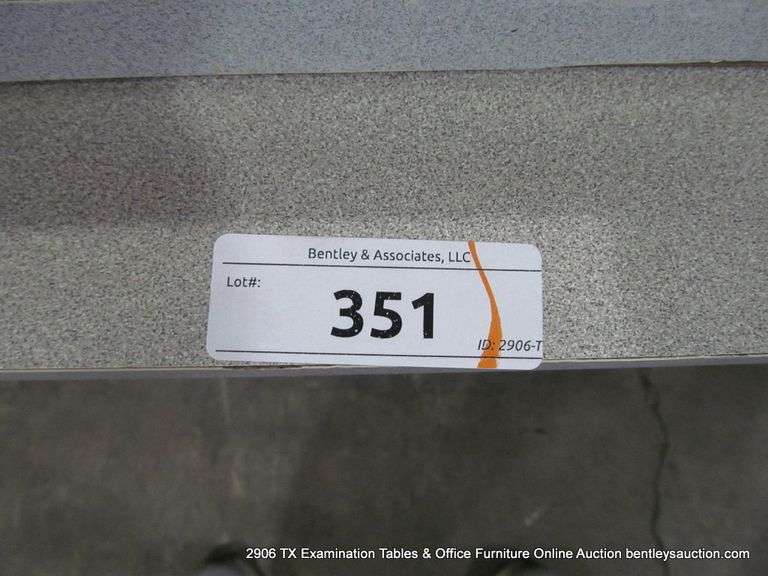 Bentley & Associates, LLC
Lot#:
351
ID: 2906-T
2906 TX Examination Tables & Office Furniture Online Auction bentleysauction.com